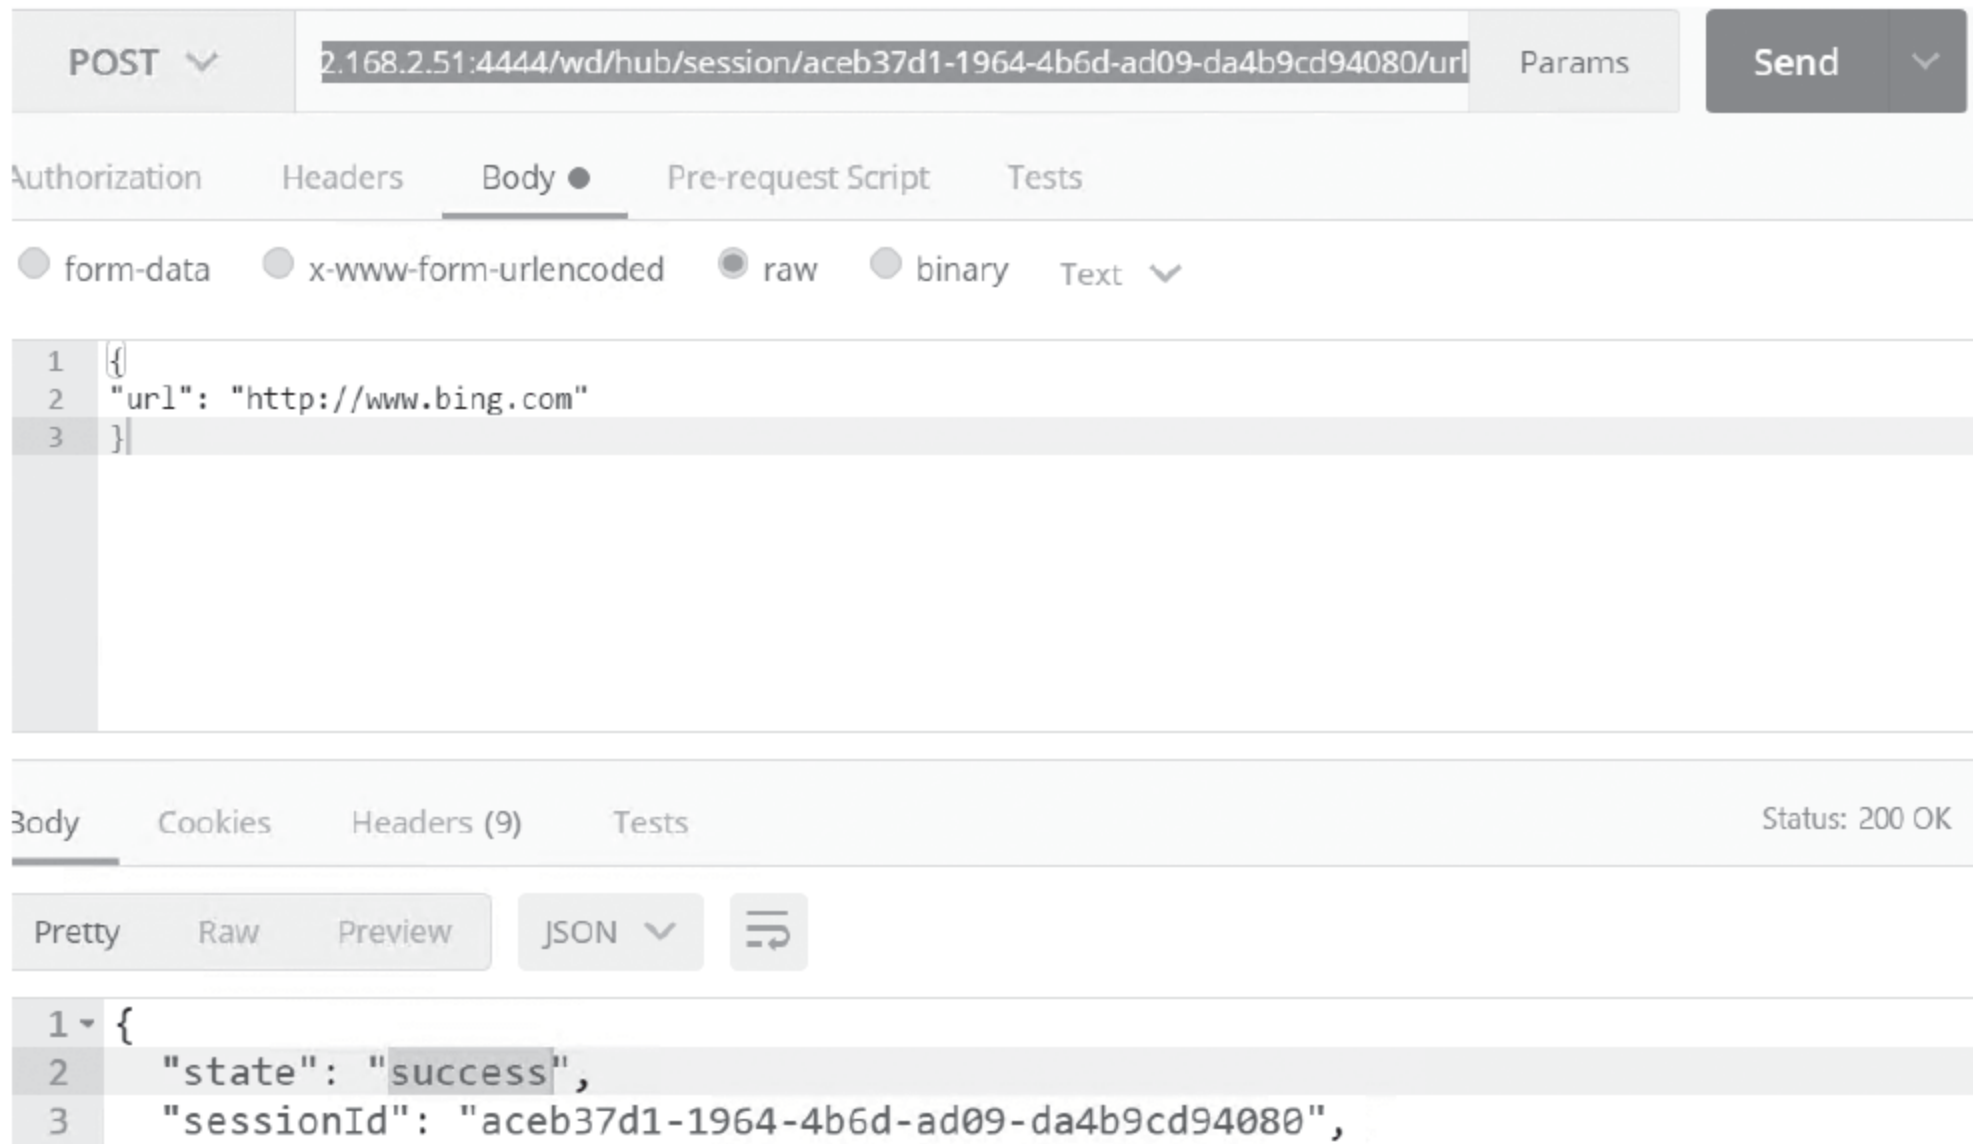 POST 2.168.2.51:4444/wd/hub/session/aceb37d1-1964-4b6d-ad09-da4b9cd94080/url Params Send
Authorization Headers Body Pre-request Script Tests
form-data x-www-form-urlencoded raw binary Text
1 {
2 "url": "http://www.bing.com"
3 }
Body Cookies Headers (9) Tests Status: 200 OK
Pretty Raw Preview JSON
1 {
2 "state": "success",
3 "sessionId": "aceb37d1-1964-4b6d-ad09-da4b9cd94080",